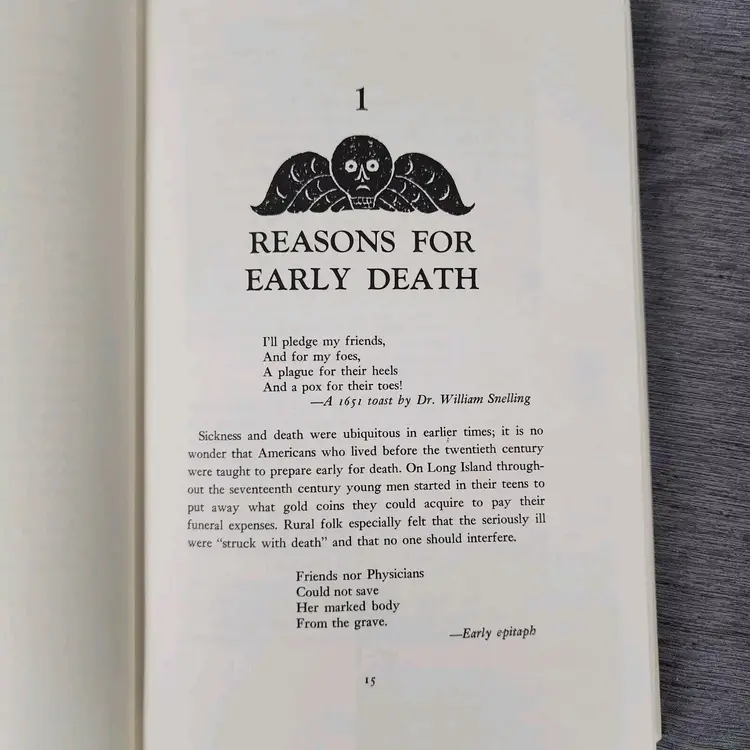 1
REASONS FOR
EARLY DEATH
I'll pledge my friends,
And for my foes,
A plague for their heels
And a pox for their toes!
—A 1651 toast by Dr. William Snelling
Sickness and death were ubiquitous in earlier times; it is no
wonder that Americans who lived before the twentieth century
were taught to prepare early for death. On Long Island through-
out the seventeenth century young men started in their teens to
put away what gold coins they could acquire to pay their
funeral expenses. Rural folk especially felt that the seriously ill
were "struck with death" and that no one should interfere.
Friends nor Physicians
Could not save
Her marked body
From the grave.
—Early epitaph
15